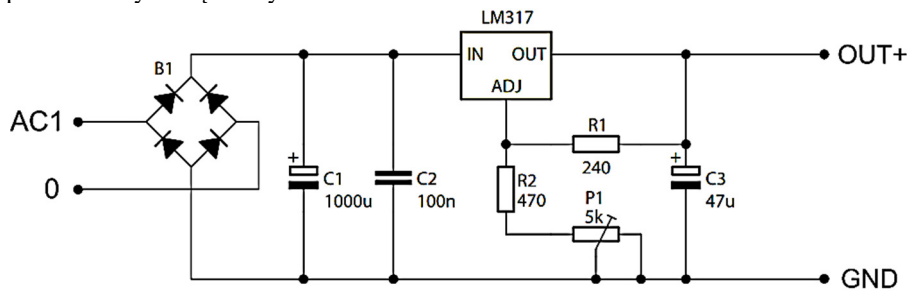 LM317
B1
IN OUT
OUT+
ADJ
AC1
R1
240
+
C1
1000u
C2
100n
R2
470
P1
5k
+
C3
47u
0
GND